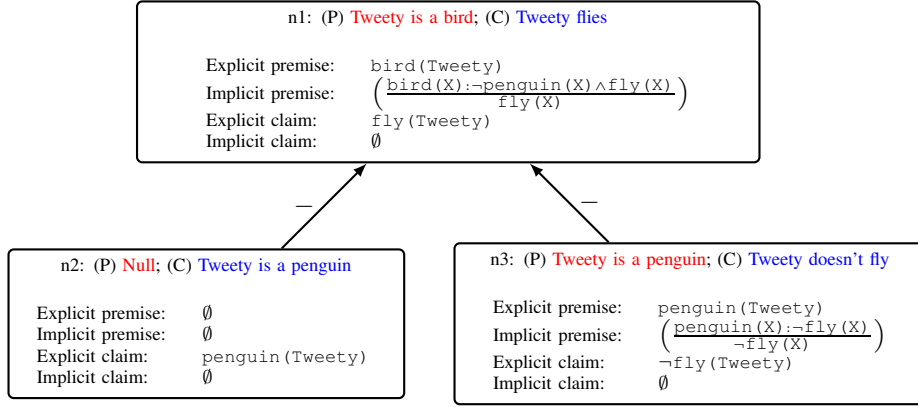 n1: (P) Tweety is a bird; (C) Tweety flies
Explicit premise: bird(Tweety)
Implicit premise: (bird(X):¬penguin(X)∧fly(X) / fly(X))
Explicit claim: fly(Tweety)
Implicit claim: ∅
—
—
n2: (P) Null; (C) Tweety is a penguin
Explicit premise: ∅
Implicit premise: ∅
Explicit claim: penguin(Tweety)
Implicit claim: ∅
n3: (P) Tweety is a penguin; (C) Tweety doesn't fly
Explicit premise: penguin(Tweety)
Implicit premise: (penguin(X):¬fly(X) / ¬fly(X))
Explicit claim: ¬fly(Tweety)
Implicit claim: ∅